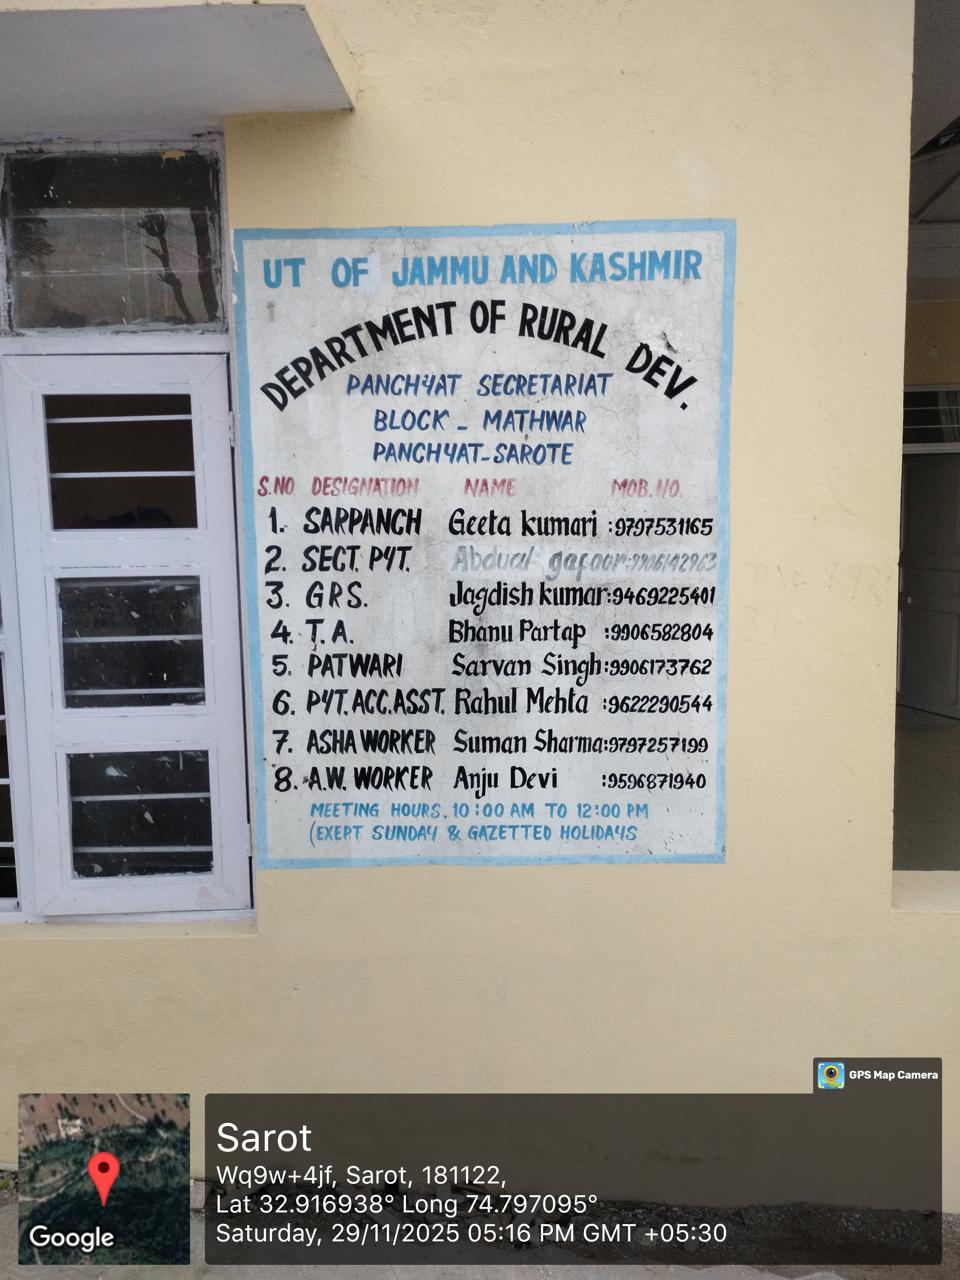 UT OF JAMMU AND KASHMIR
DEPARTMENT OF RURAL DEV.
PANCHYAT SECRETARIAT
BLOCK - MATHWAR
PANCHYAT-SAROTE
S.NO DESIGNATION NAME MOB.NO.
1. SARPANCH Geeta kumari :9797531165
2. SECT. PYT. Abdual gafoor:9906142963
3. GRS. Jagdish kumar:9469225401
4. T.A. Bhanu Partap :9906582804
5. PATWARI Sarvan Singh:9906173762
6. PYT.ACC.ASST. Rahul Mehta :9622290544
7. ASHA WORKER Suman Sharma:9797257199
8. A.W. WORKER Anju Devi :9596871940
MEETING HOURS. 10:00 AM TO 12:00 PM
(EXEPT SUNDAY & GAZETTED HOLIDAYS
GPS Map Camera
Sarot
Wq9w+4jf, Sarot, 181122,
Lat 32.916938° Long 74.797095°
Saturday, 29/11/2025 05:16 PM GMT +05:30
Google